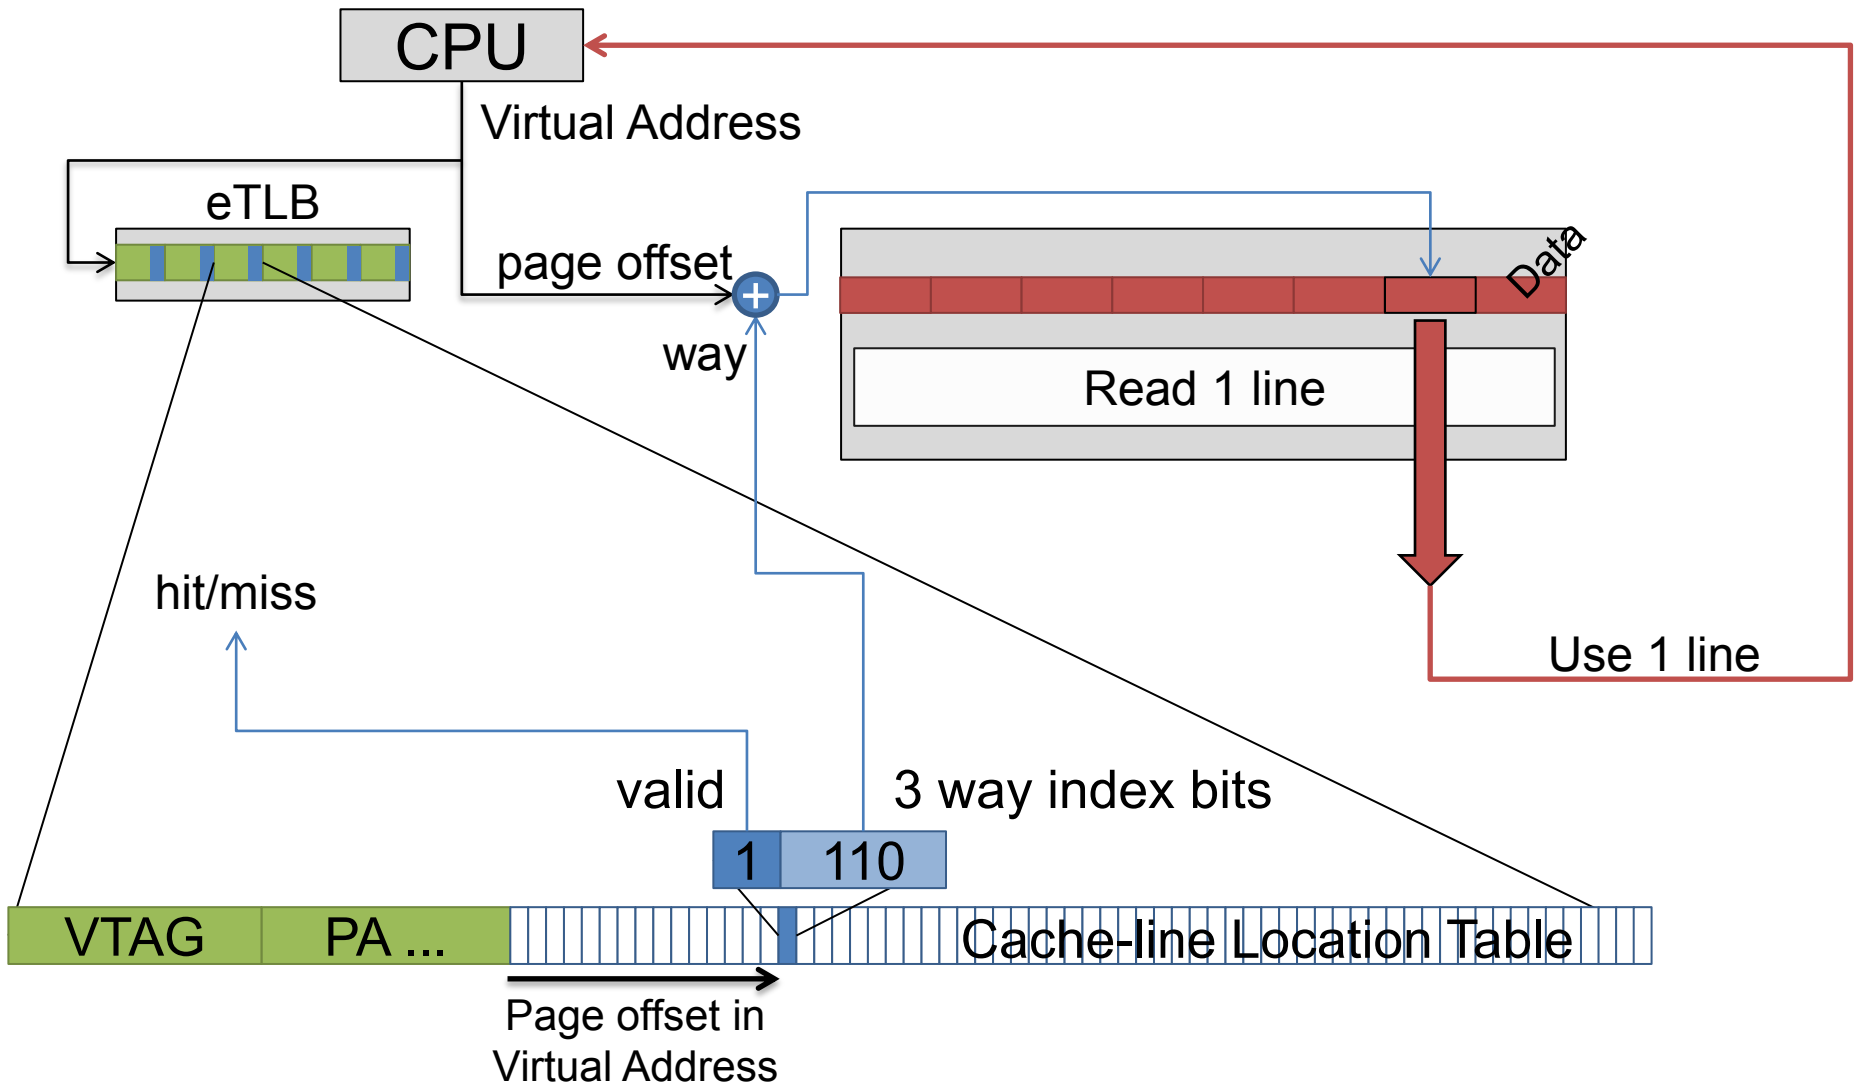 CPU
Virtual Address
eTLB
page offset
+
way
Data
Read 1 line
hit/miss
Use 1 line
valid
3 way index bits
1
110
VTAG
PA ...
Cache-line Location Table
Page offset in
Virtual Address